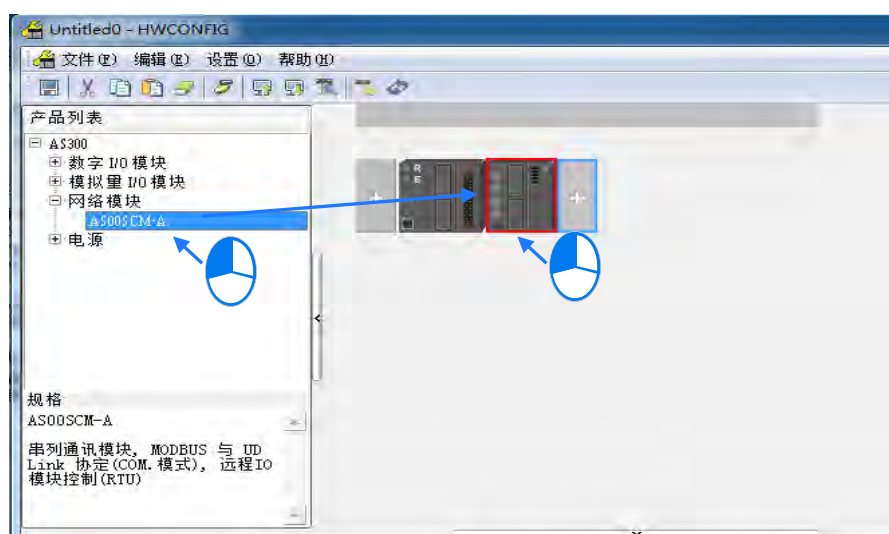 Untitled0 - HWCONFIG
文件(F) 编辑(E) 设置(O) 帮助(H)
产品列表
AS300
数字 I/O 模块
模拟量 I/O 模块
网络模块
AS00SCM-A
电源
规格
AS00SCM-A
串列通讯模块, MODBUS 与 UD
Link 协定(COM.模式), 远程IO
模块控制(RTU)